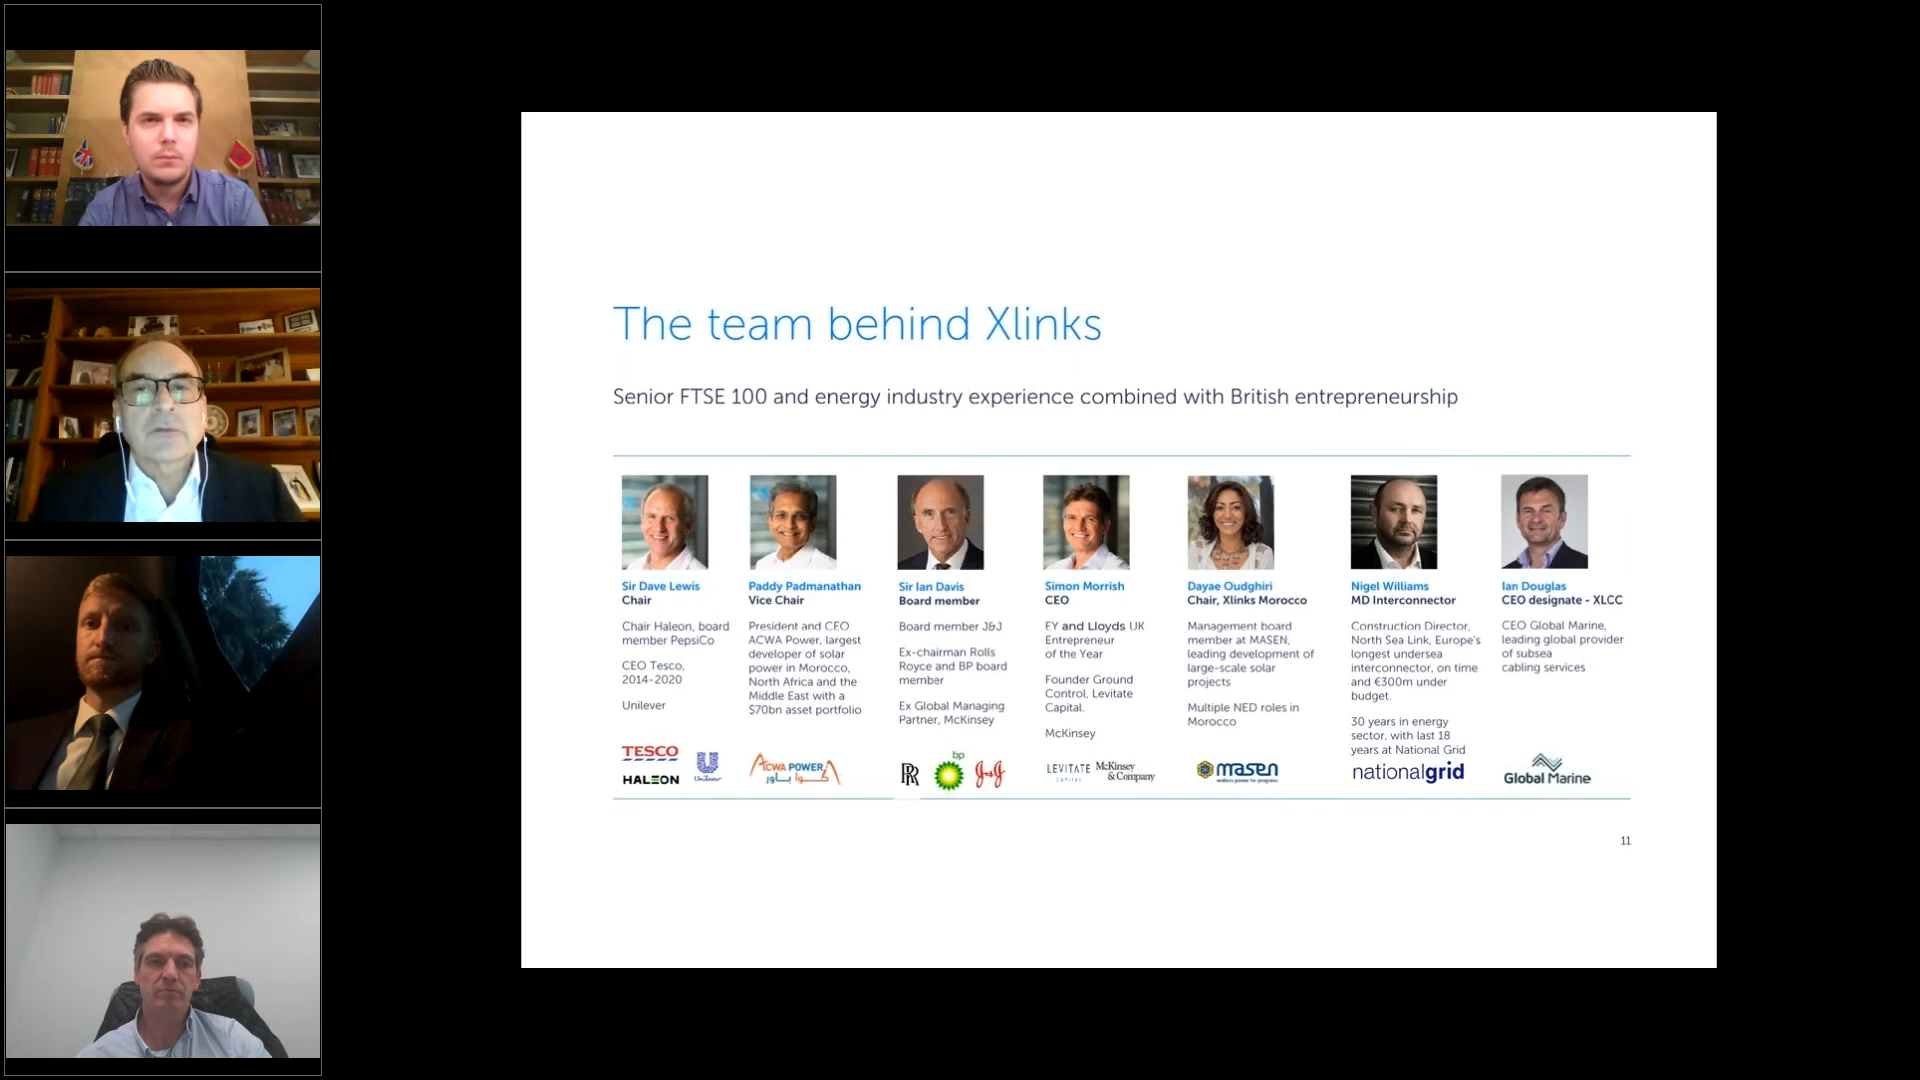 The team behind Xlinks
Senior FTSE 100 and energy industry experience combined with British entrepreneurship
Sir Dave Lewis
Chair
Chair Haleon, board
member PepsiCo
CEO Tesco,
2014-2020
Unilever
TESCO
HALEON
Unilever
Paddy Padmanathan
Vice Chair
President and CEO
ACWA Power, largest
developer of solar
power in Morocco,
North Africa and the
Middle East with a
$70bn asset portfolio
ACWA POWER
أكوا باور
Sir Ian Davis
Board member
Board member J&J
Ex-chairman Rolls
Royce and BP board
member
Ex Global Managing
Partner, McKinsey
RR
bp
J&J
Simon Morrish
CEO
EY and Lloyds UK
Entrepreneur
of the Year
Founder Ground
Control, Levitate
Capital.
McKinsey
LEVITATE
CAPITAL
McKinsey
& Company
Dayae Oudghiri
Chair, Xlinks Morocco
Management board
member at MASEN,
leading development of
large-scale solar
projects
Multiple NED roles in
Morocco
masen
endless power for progress
Nigel Williams
MD Interconnector
Construction Director,
North Sea Link, Europe's
longest undersea
interconnector, on time
and €300m under
budget.
30 years in energy
sector, with last 18
years at National Grid
nationalgrid
Ian Douglas
CEO designate - XLCC
CEO Global Marine,
leading global provider
of subsea
cabling services
Global Marine
11